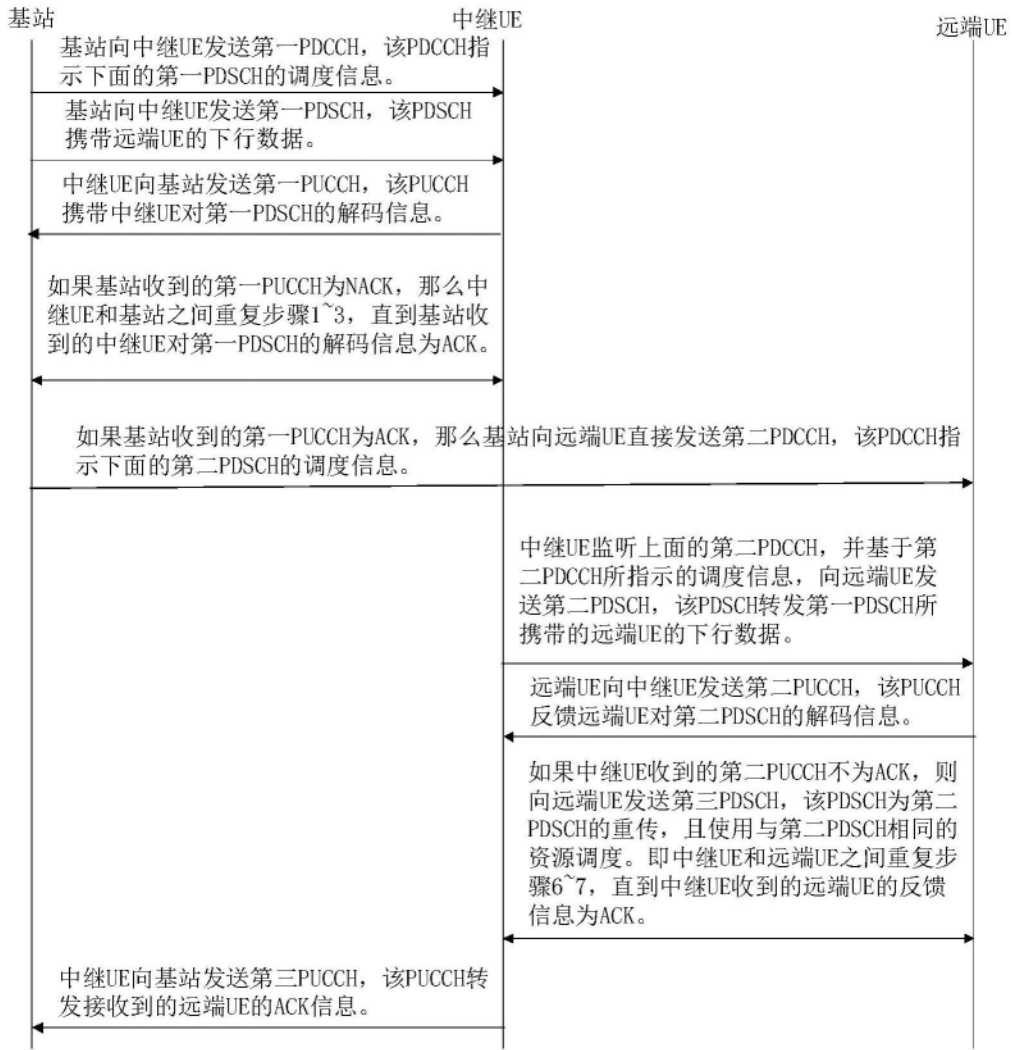 基站
中继UE
远端UE
基站向中继UE发送第一PDCCH，该PDCCH指
示下面的第一PDSCH的调度信息。
基站向中继UE发送第一PDSCH，该PDSCH
携带远端UE的下行数据。
中继UE向基站发送第一PUCCH，该PUCCH
携带中继UE对第一PDSCH的解码信息。
如果基站收到的第一PUCCH为NACK，那么中
继UE和基站之间重复步骤1~3，直到基站收
到的中继UE对第一PDSCH的解码信息为ACK。
如果基站收到的第一PUCCH为ACK，那么基站向远端UE直接发送第二PDCCH，该PDCCH指
示下面的第二PDSCH的调度信息。
中继UE监听上面的第二PDCCH，并基于第
二PDCCH所指示的调度信息，向远端UE发
送第二PDSCH，该PDSCH转发第一PDSCH所
携带的远端UE的下行数据。
远端UE向中继UE发送第二PUCCH，该PUCCH
反馈远端UE对第二PDSCH的解码信息。
如果中继UE收到的第二PUCCH不为ACK，则
向远端UE发送第三PDSCH，该PDSCH为第二
PDSCH的重传，且使用与第二PDSCH相同的
资源调度。即中继UE和远端UE之间重复步
骤6~7，直到中继UE收到的远端UE的反馈
信息为ACK。
中继UE向基站发送第三PUCCH，该PUCCH转
发接收到的远端UE的ACK信息。